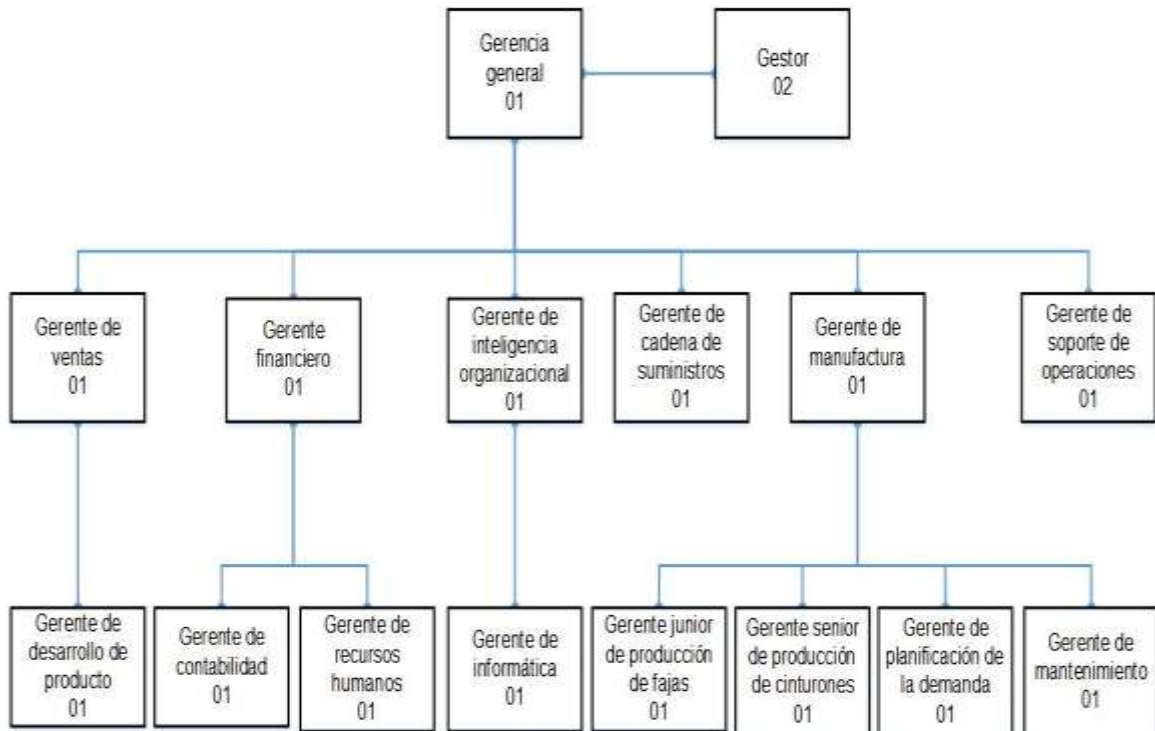 Gerencia
general
01
Gestor
02
Gerente de
ventas
01
Gerente
financiero
01
Gerente de
inteligencia
organizacional
01
Gerente de
cadena de
suministros
01
Gerente de
manufactura
01
Gerente de
soporte de
operaciones
01
Gerente de
desarrollo de
producto
01
Gerente de
contabilidad
01
Gerente de
recursos
humanos
01
Gerente de
informática
01
Gerente junior
de producción
de fajas
01
Gerente senior
de producción
de cinturones
01
Gerente de
planificación de
la demanda
01
Gerente de
mantenimiento
01